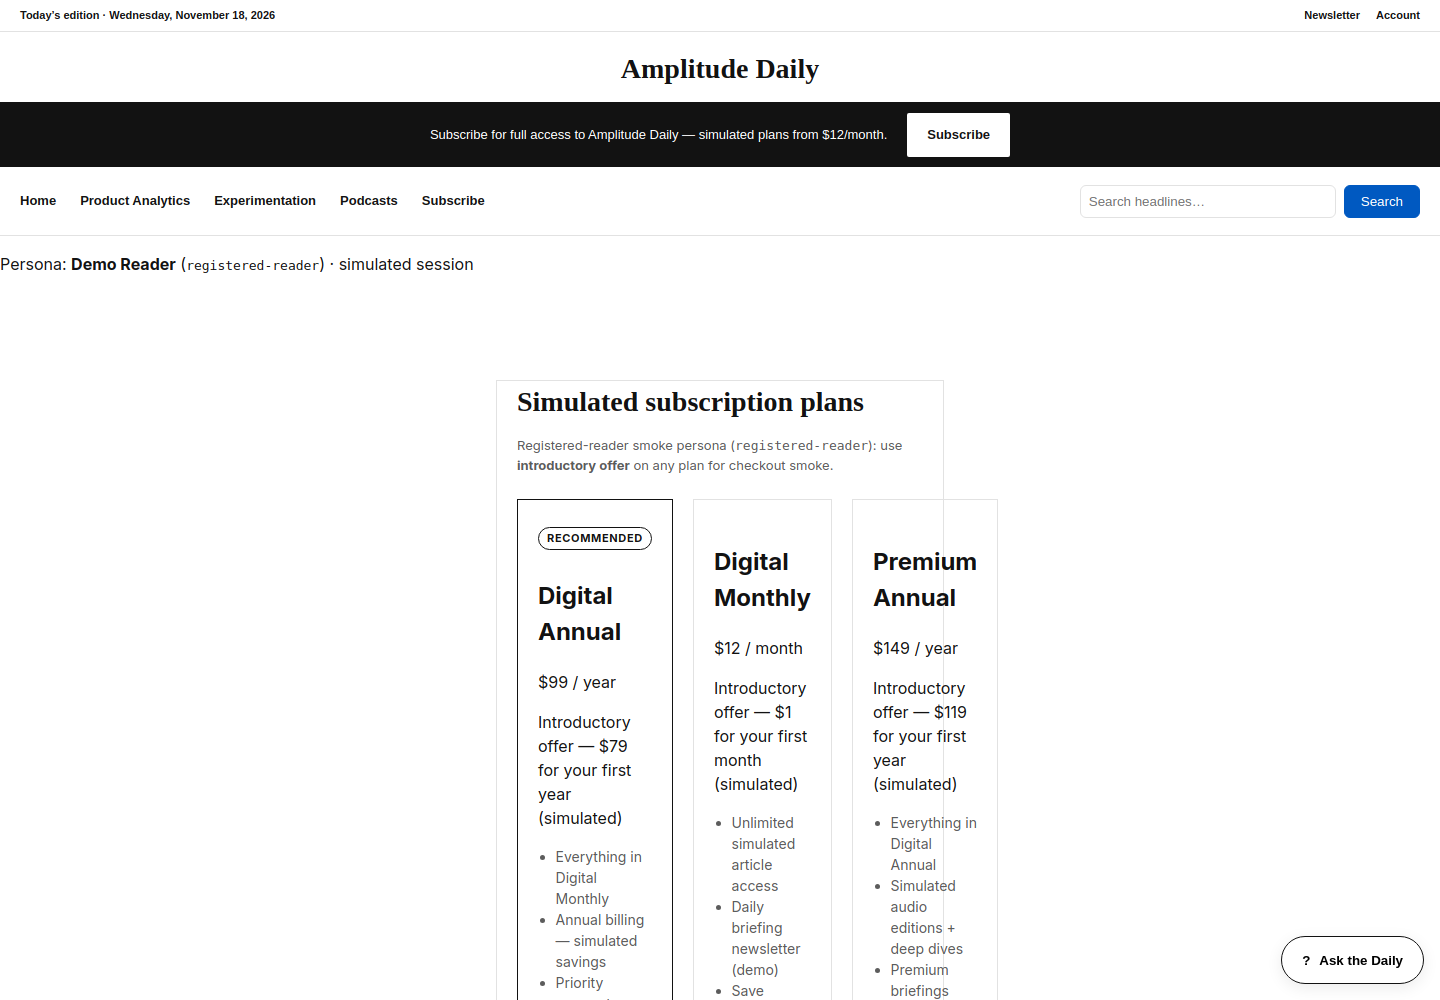 Today's edition · Wednesday, November 18, 2026
Newsletter Account
Amplitude Daily
Subscribe for full access to Amplitude Daily — simulated plans from $12/month.
Subscribe
Home Product Analytics Experimentation Podcasts Subscribe
Search headlines…
Search
Persona: Demo Reader (registered-reader) · simulated session
Simulated subscription plans
Registered-reader smoke persona (registered-reader): use
introductory offer on any plan for checkout smoke.
RECOMMENDED
Digital
Annual
$99 / year
Introductory
offer — $79
for your first
year
(simulated)
Everything in
Digital
Monthly
Annual billing
— simulated
savings
Priority
Digital
Monthly
$12 / month
Introductory
offer — $1
for your first
month
(simulated)
Unlimited
simulated
article
access
Daily
briefing
newsletter
(demo)
Save
Premium
Annual
$149 / year
Introductory
offer — $119
for your first
year
(simulated)
Everything in
Digital
Annual
Simulated
audio
editions +
deep dives
Premium
briefings
? Ask the Daily